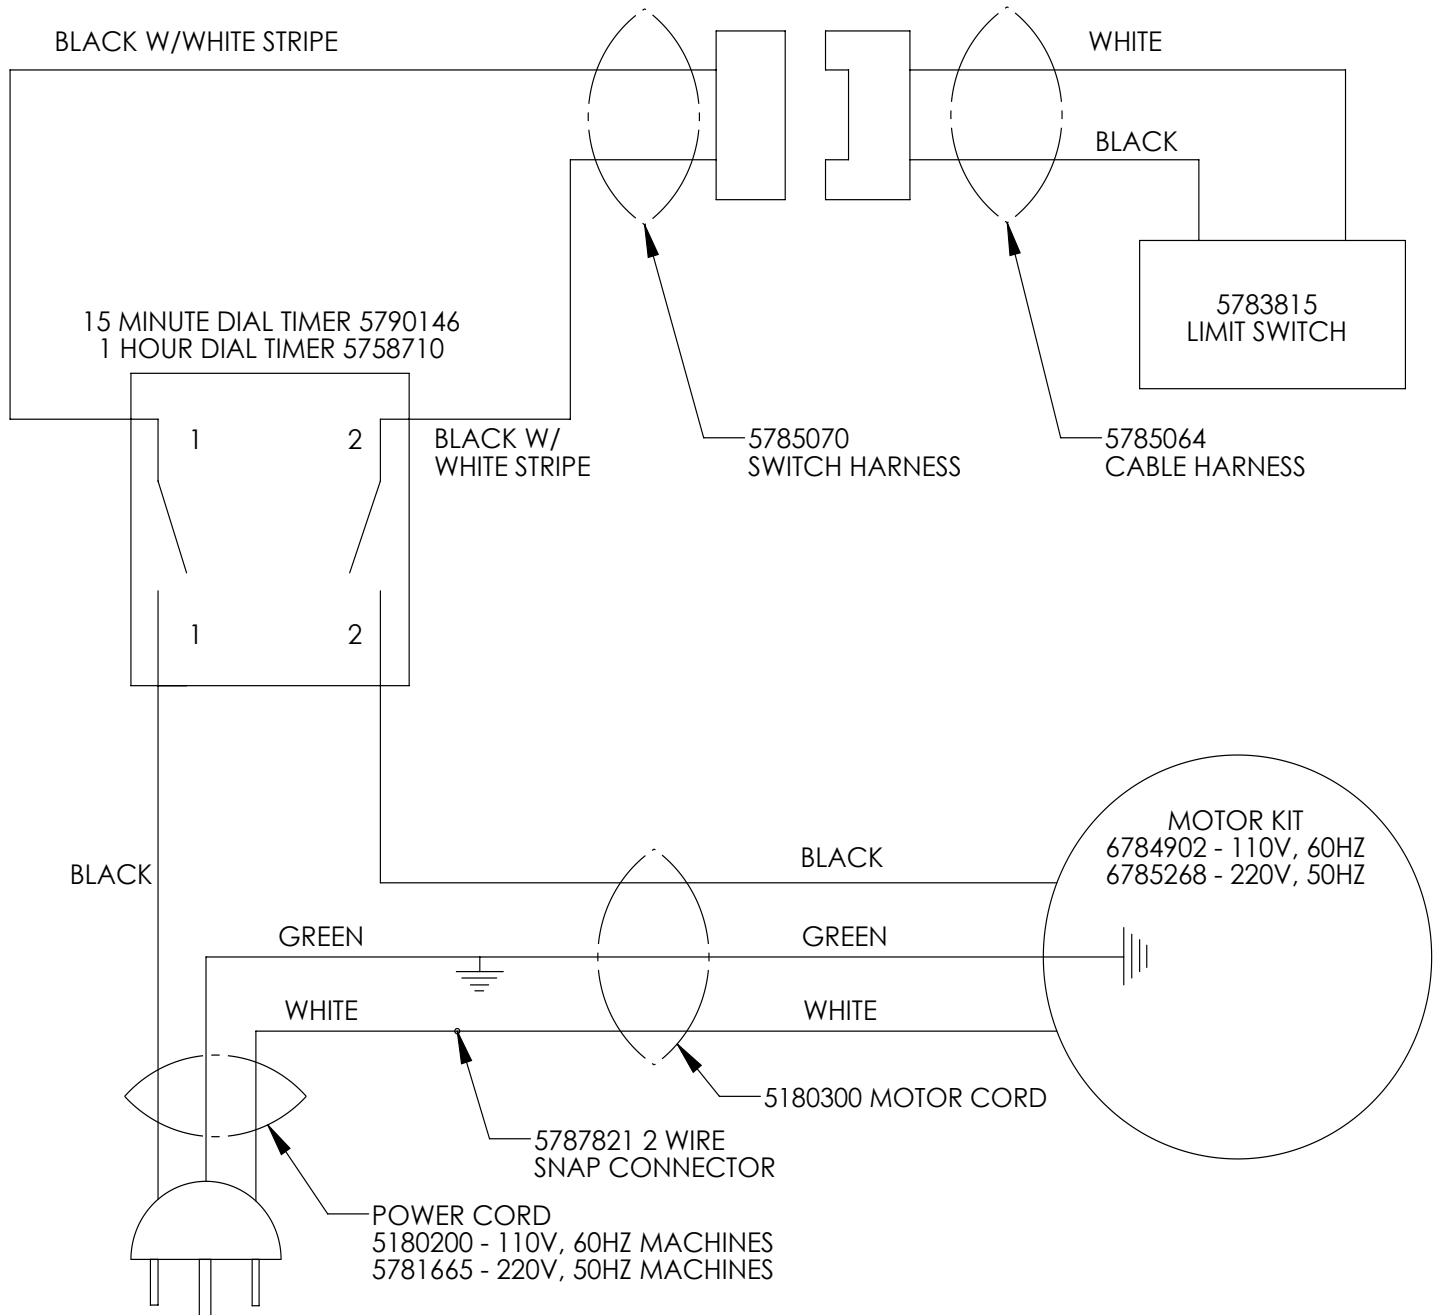 BLACK W/WHITE STRIPE
WHITE
BLACK
5783815
LIMIT SWITCH
15 MINUTE DIAL TIMER 5790146
1 HOUR DIAL TIMER 5758710
1
2
BLACK W/
WHITE STRIPE
5785070
SWITCH HARNESS
5785064
CABLE HARNESS
1
2
MOTOR KIT
6784902 - 110V, 60HZ
6785268 - 220V, 50HZ
BLACK
BLACK
GREEN
GREEN
WHITE
WHITE
5180300 MOTOR CORD
5787821 2 WIRE
SNAP CONNECTOR
POWER CORD
5180200 - 110V, 60HZ MACHINES
5781665 - 220V, 50HZ MACHINES